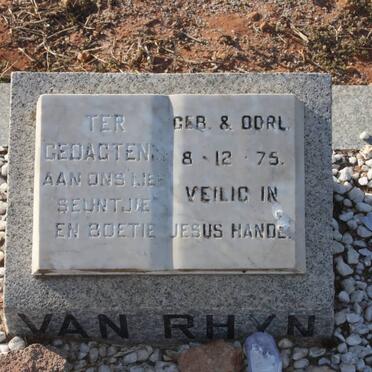 TER
GEDAGTENIS
AAN ONS LIEF
SEUNTJIE
EN BOETIE
GEB. & OORL.
8 - 12 - 75.
VEILIG IN
JESUS HANDE.
VAN RHYN